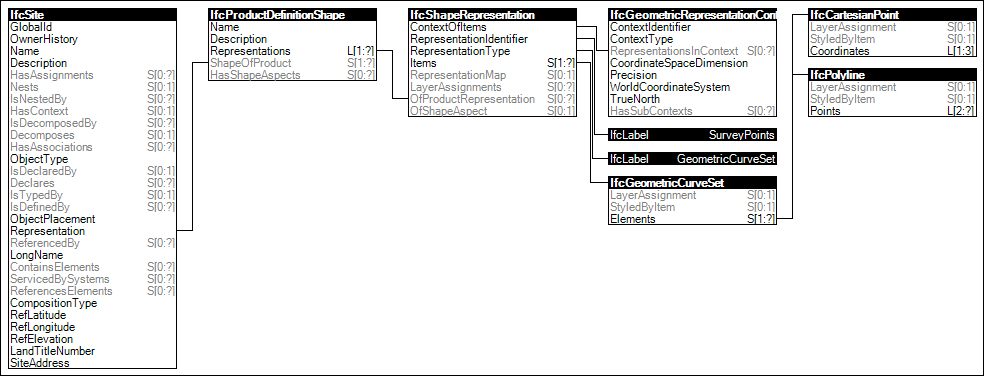 IfcSite
GlobalId
OwnerHistory
Name
Description
HasAssignments S[0:?]
Nests S[0:1]
IsNestedBy S[0:?]
HasContext S[0:1]
IsDecomposedBy S[0:?]
Decomposes S[0:1]
HasAssociations S[0:?]
ObjectType
IsDeclaredBy S[0:1]
Declares S[0:?]
IsTypedBy S[0:1]
IsDefinedBy S[0:?]
ObjectPlacement
Representation
ReferencedBy S[0:?]
LongName
ContainsElements S[0:?]
ServicedBySystems S[0:?]
ReferencesElements S[0:?]
CompositionType
RefLatitude
RefLongitude
RefElevation
LandTitleNumber
SiteAddress
IfcProductDefinitionShape
Name
Description
Representations L[1:?]
ShapeOfProduct S[1:?]
HasShapeAspects S[0:?]
IfcShapeRepresentation
ContextOfItems
RepresentationIdentifier
RepresentationType
Items S[1:?]
RepresentationMap S[0:1]
LayerAssignments S[0:?]
OfProductRepresentation S[0:?]
OfShapeAspect S[0:1]
IfcGeometricRepresentationCont
ContextIdentifier
ContextType
RepresentationsInContext S[0:?]
CoordinateSpaceDimension
Precision
WorldCoordinateSystem
TrueNorth
HasSubContexts S[0:?]
IfcLabel SurveyPoints
IfcLabel GeometricCurveSet
IfcGeometricCurveSet
LayerAssignment S[0:1]
StyledByItem S[0:1]
Elements S[1:?]
IfcCartesianPoint
LayerAssignment S[0:1]
StyledByItem S[0:1]
Coordinates L[1:3]
IfcPolyline
LayerAssignment S[0:1]
StyledByItem S[0:1]
Points L[2:?]